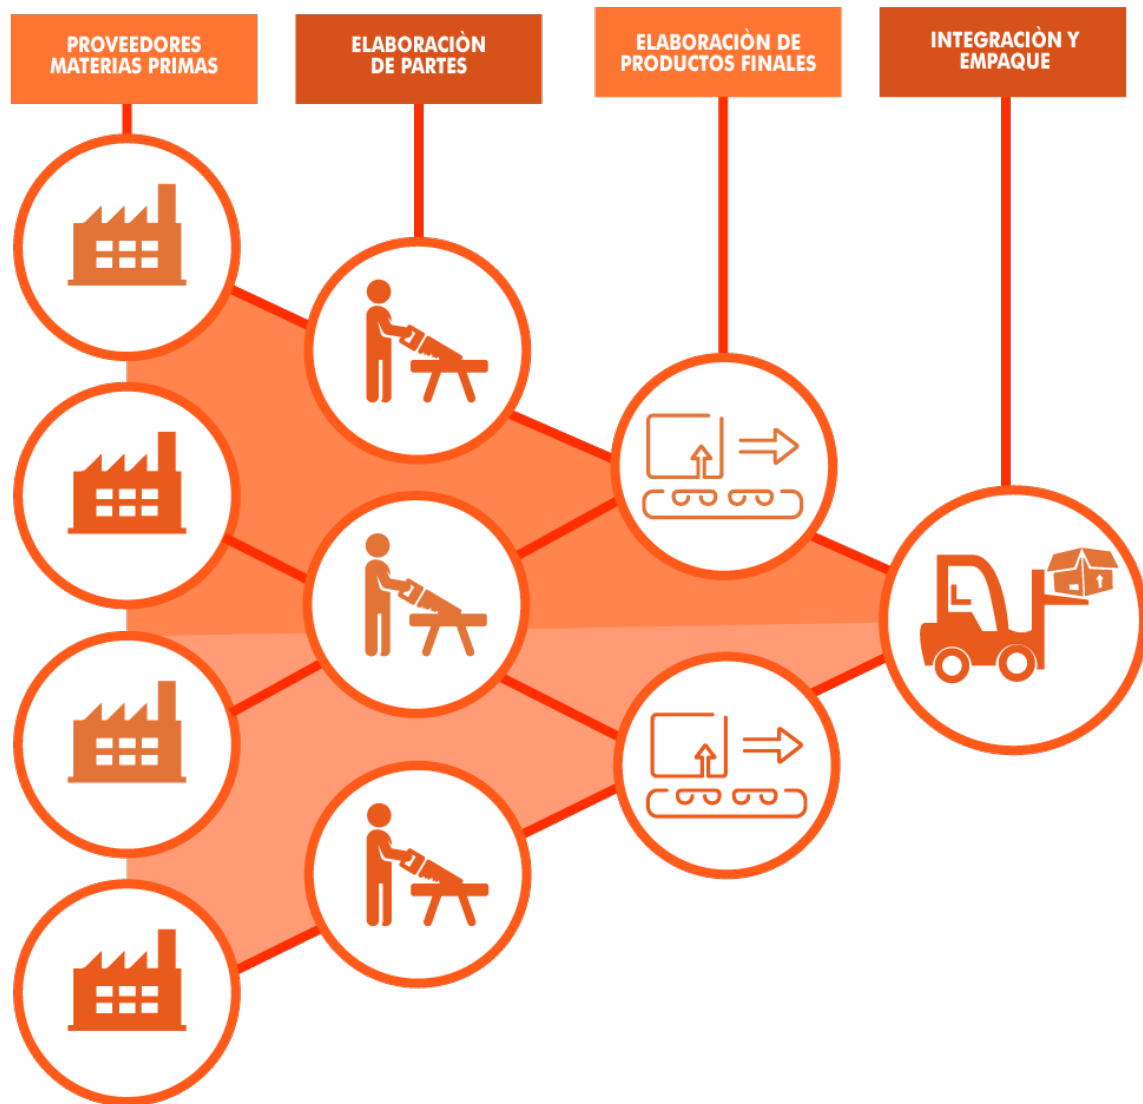 PROVEEDORES
MATERIAS PRIMAS
ELABORACIÒN
DE PARTES
ELABORACIÒN DE
PRODUCTOS FINALES
INTEGRACIÒN Y
EMPAQUE